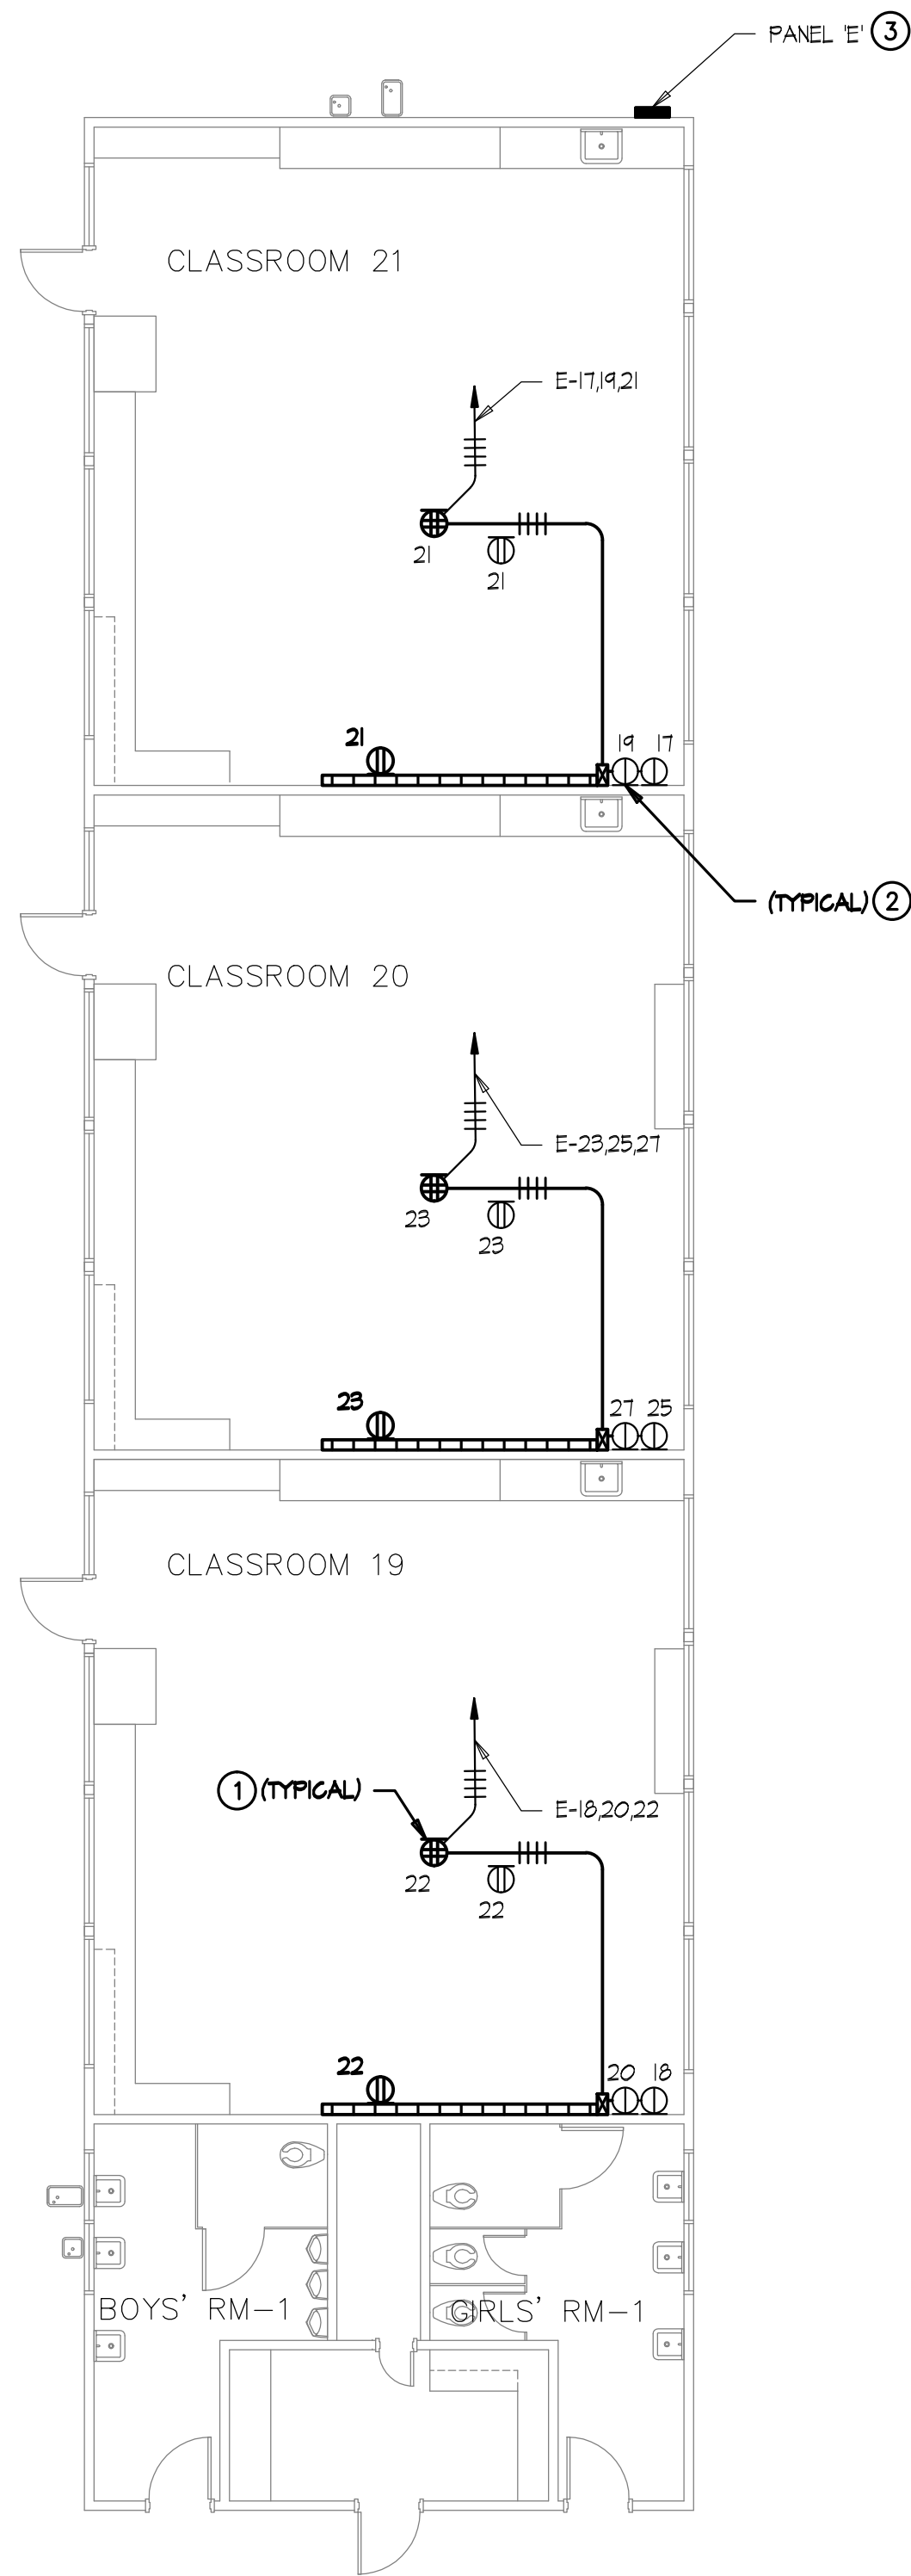 PANEL 'E' 3
CLASSROOM 21
E-17,19,21
21
21
21
19 17
(TYPICAL) 2
CLASSROOM 20
E-23,25,27
23
23
23
27 25
CLASSROOM 19
1 (TYPICAL)
E-18,20,22
22
22
22
20 18
BOYS' RM-1
GIRLS' RM-1